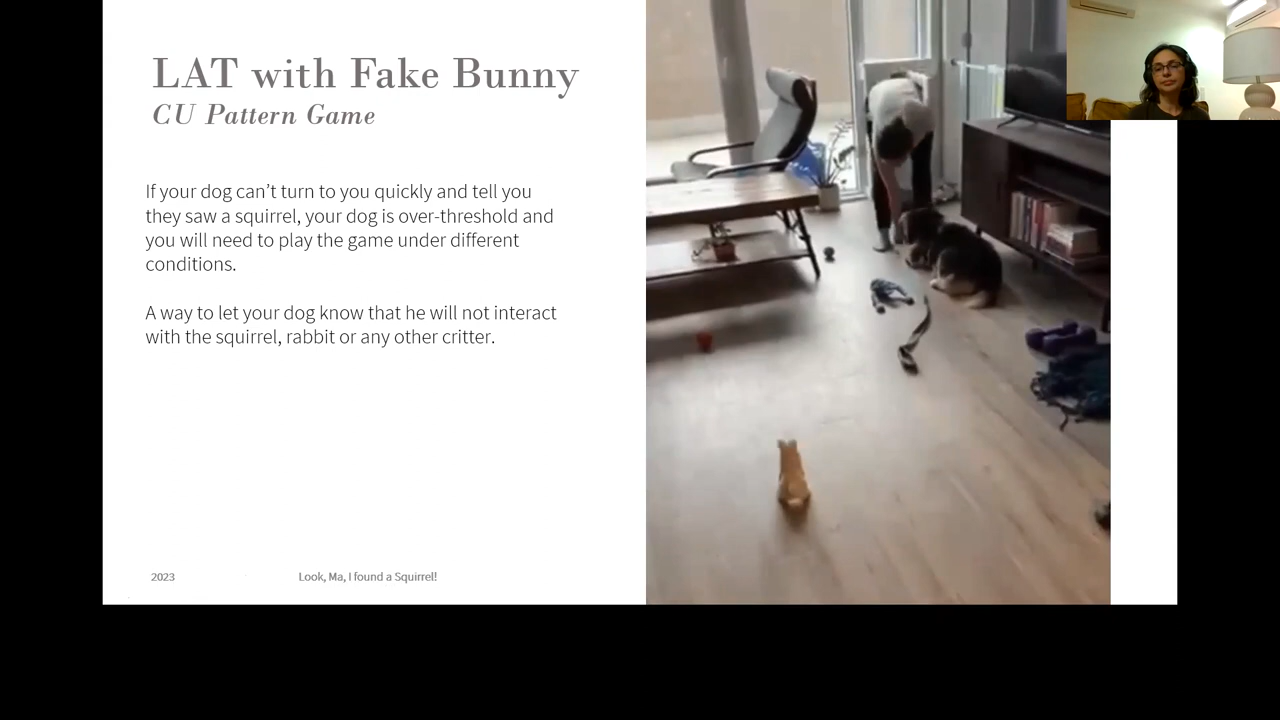 LAT with Fake Bunny
CU Pattern Game
If your dog can’t turn to you quickly and tell you
they saw a squirrel, your dog is over-threshold and
you will need to play the game under different
conditions.
A way to let your dog know that he will not interact
with the squirrel, rabbit or any other critter.
2023
Look, Ma, I found a Squirrel!